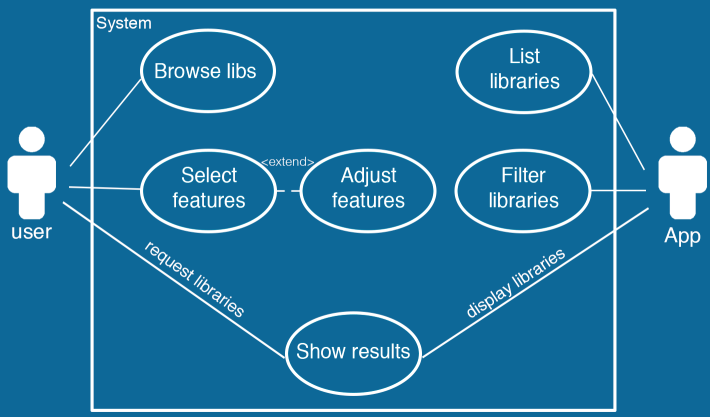 System
Browse libs
List
libraries
<extend>
Select
features
Adjust
features
Filter
libraries
user
App
request libraries
display libraries
Show results